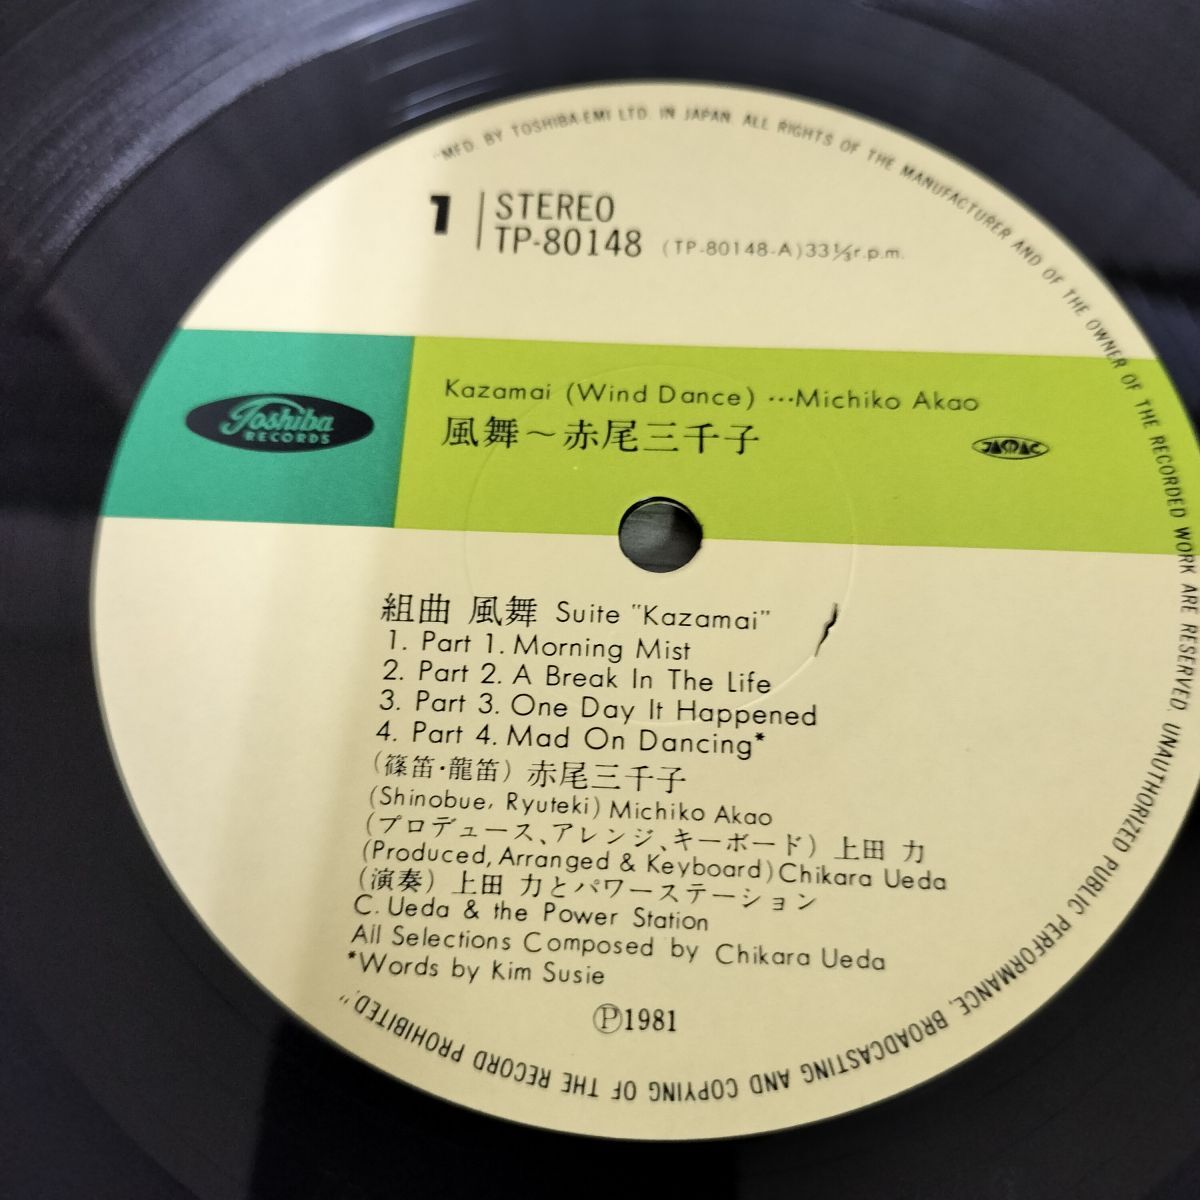 "MFD. BY TOSHIBA-EMI LTD. IN JAPAN ALL RIGHTS OF THE MANUFACTURER AND OF THE OWNER OF THE RECORDED WORK ARE RESERVED. UNAUTHORIZED PUBLIC PERFORMANCE, BROADCASTING AND COPYING OF THE RECORD PROHIBITED."
1 STEREO
TP-80148 (TP-80148-A) 33⅓r.p.m.
Toshiba
RECORDS
Kazamai (Wind Dance) …Michiko Akao
風舞～赤尾三千子
JASRAC
組曲 風舞 Suite "Kazamai"
1. Part 1. Morning Mist
2. Part 2. A Break In The Life
3. Part 3. One Day It Happened
4. Part 4. Mad On Dancing*
(篠笛・龍笛) 赤尾三千子
(Shinobue, Ryuteki) Michiko Akao
(プロデュース、アレンジ、キーボード) 上田 力
(Produced, Arranged & Keyboard) Chikara Ueda
(演奏) 上田 力とパワーステーション
C. Ueda & the Power Station
All Selections Composed by Chikara Ueda
*Words by Kim Susie
Ⓟ1981